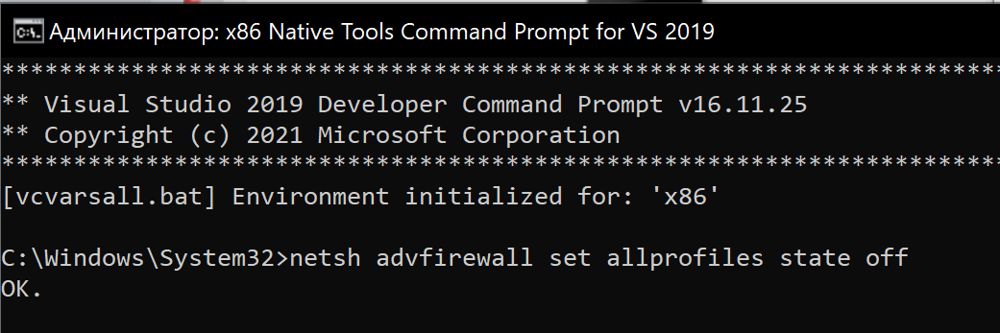 C:\. Администратор: x86 Native Tools Command Prompt for VS 2019
**********************************************************************
** Visual Studio 2019 Developer Command Prompt v16.11.25
** Copyright (c) 2021 Microsoft Corporation
**********************************************************************
[vcvarsall.bat] Environment initialized for: 'x86'
C:\Windows\System32>netsh advfirewall set allprofiles state off
ОК.